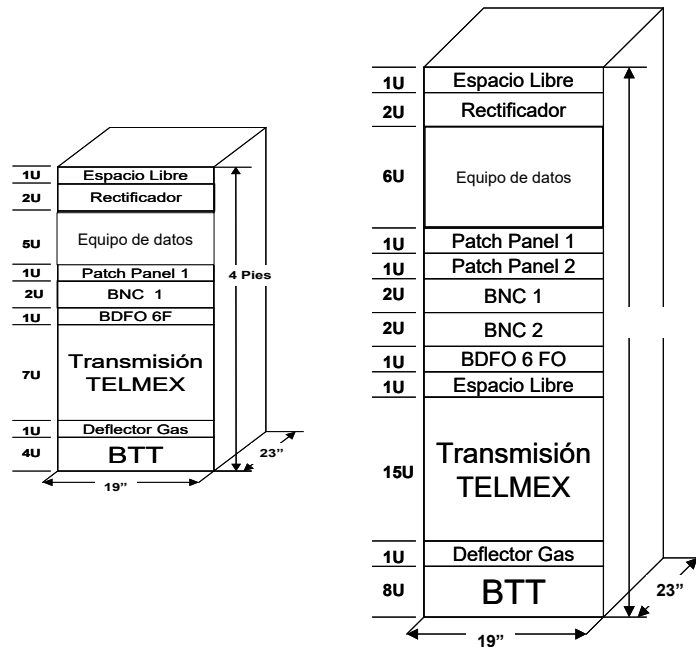 1U Espacio Libre
2U Rectificador
5U Equipo de datos
1U Patch Panel 1
2U BNC 1
1U BDFO 6F
7U Transmisión
TELMEX
1U Deflector Gas
4U BTT
4 Pies
23”
19”
1U Espacio Libre
2U Rectificador
6U Equipo de datos
1U Patch Panel 1
1U Patch Panel 2
2U BNC 1
2U BNC 2
1U BDFO 6 FO
1U Espacio Libre
15U Transmisión
TELMEX
1U Deflector Gas
8U BTT
23”
19”